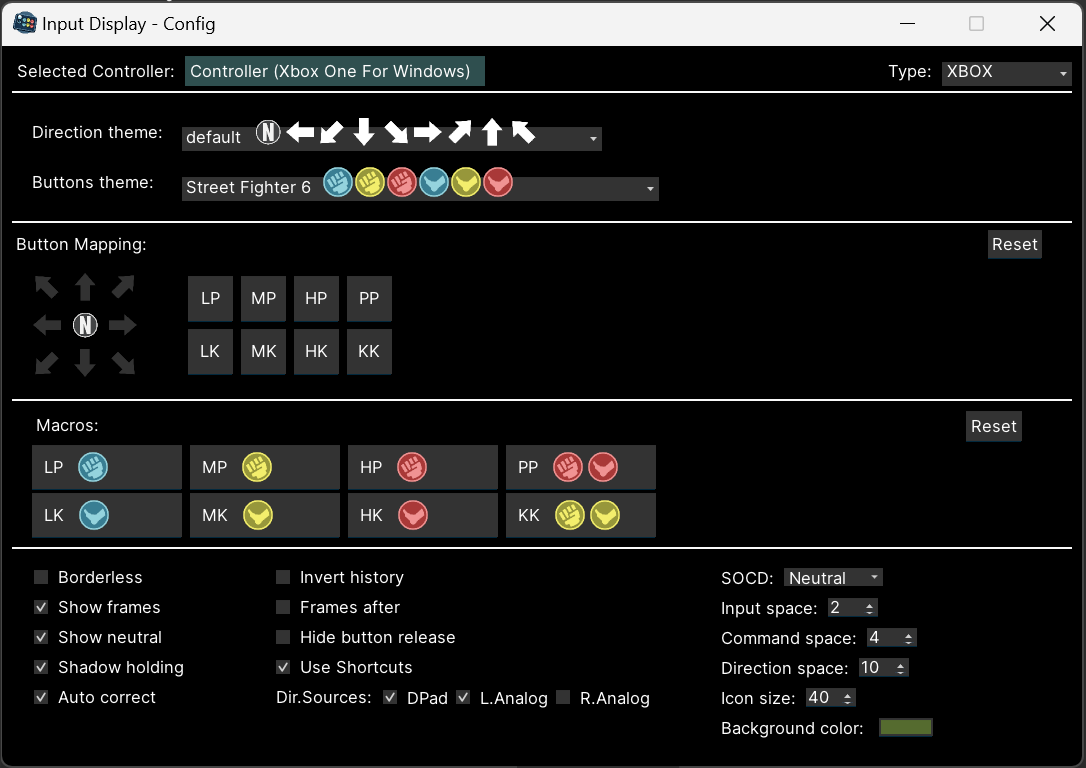 Input Display - Config
Selected Controller: Controller (Xbox One For Windows) Type: XBOX
Direction theme: default N
Buttons theme: Street Fighter 6
Button Mapping: Reset
LP MP HP PP
N
LK MK HK KK
Macros: Reset
LP MP HP PP
LK MK HK KK
Borderless Invert history SOCD: Neutral
Show frames Frames after Input space: 2
Show neutral Hide button release Command space: 4
Shadow holding Use Shortcuts Direction space: 10
Auto correct Dir.Sources: DPad L.Analog R.Analog Icon size: 40
Background color: